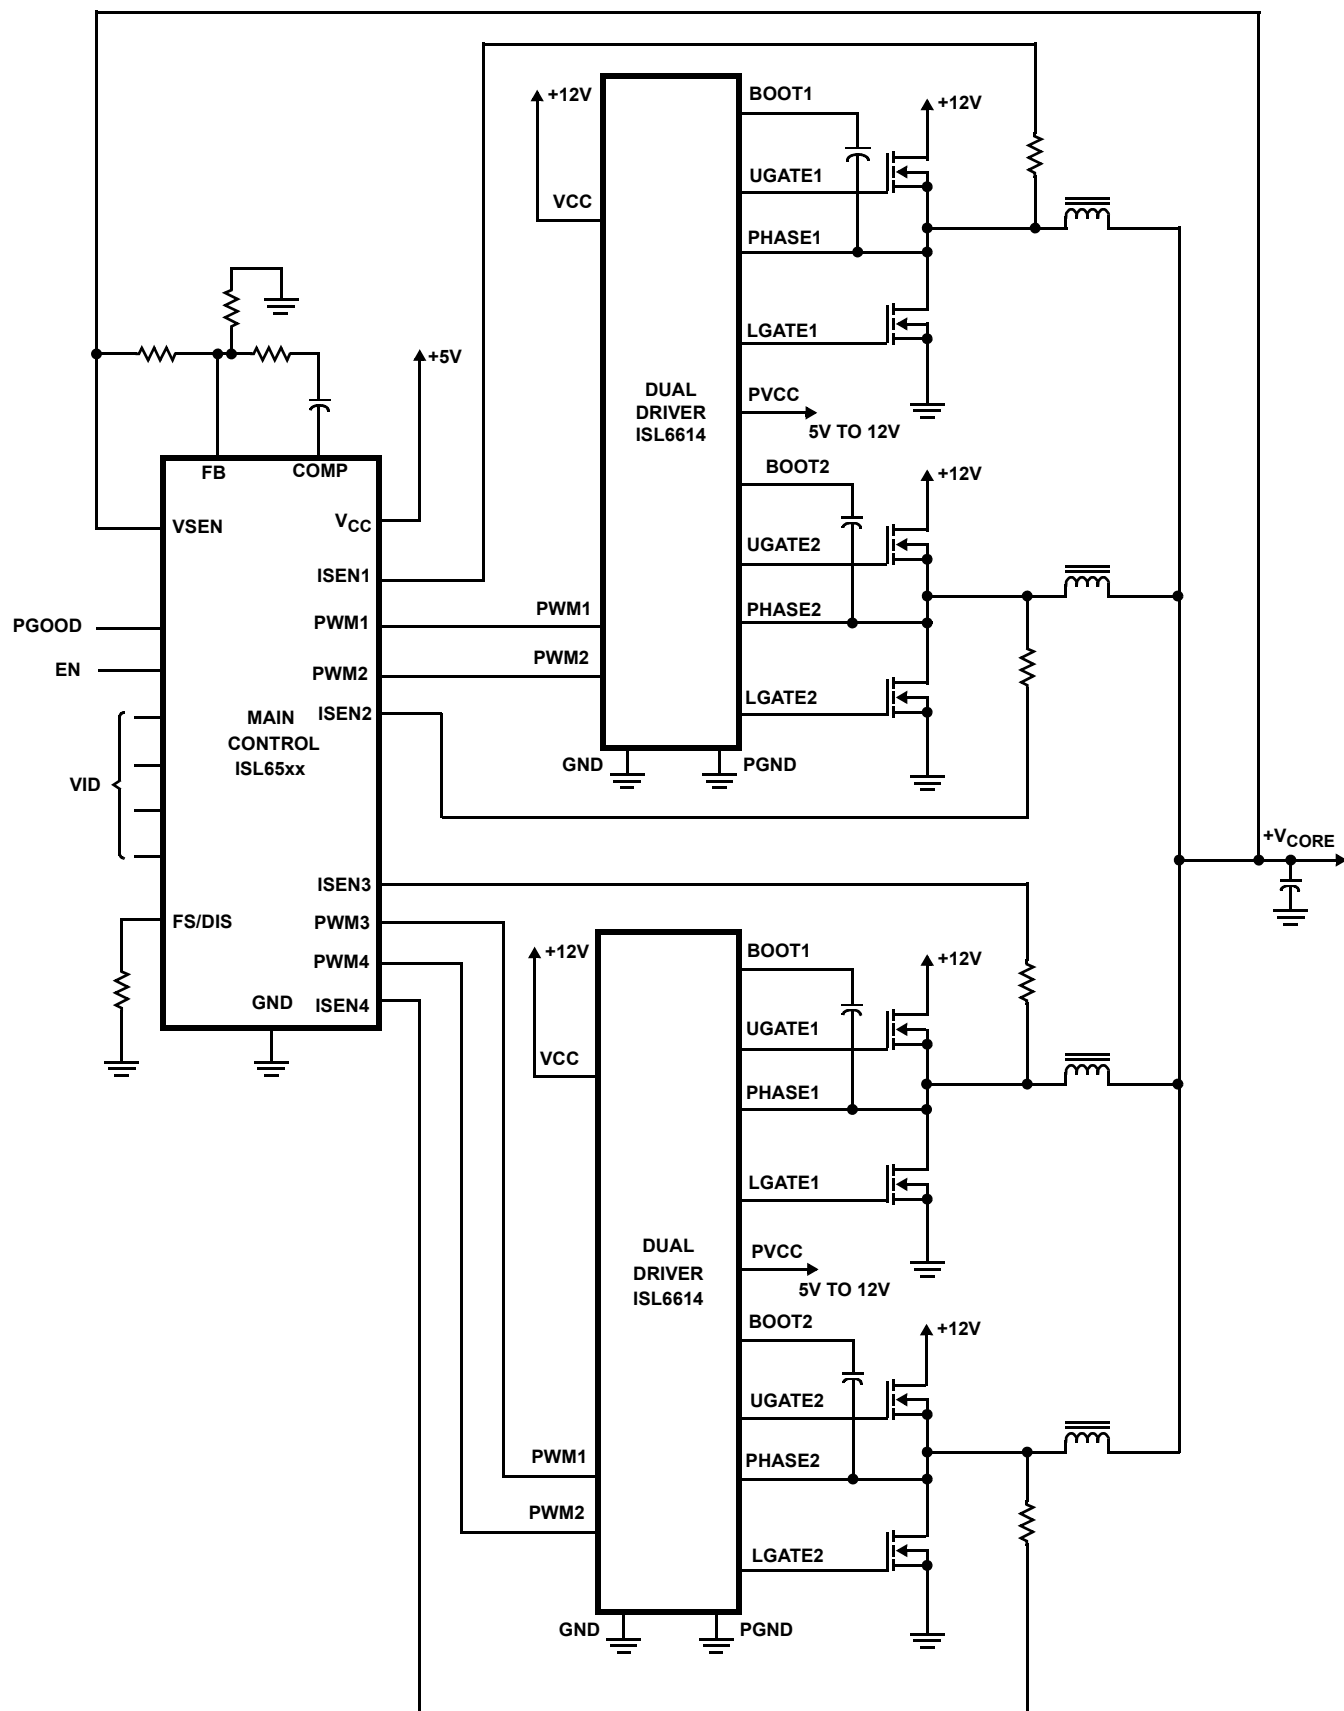 +12V
VCC
DUAL
DRIVER
ISL6614
BOOT1
UGATE1
PHASE1
LGATE1
PVCC
5V TO 12V
BOOT2
UGATE2
PHASE2
LGATE2
PWM1
PWM2
GND
PGND
+12V
+12V
+5V
FB
COMP
VSEN
VCC
ISEN1
PWM1
PWM2
ISEN2
PGOOD
EN
VID
MAIN
CONTROL
ISL65xx
ISEN3
FS/DIS
PWM3
PWM4
GND
ISEN4
+VCORE
+12V
VCC
DUAL
DRIVER
ISL6614
BOOT1
UGATE1
PHASE1
LGATE1
PVCC
5V TO 12V
BOOT2
UGATE2
PHASE2
LGATE2
PWM1
PWM2
GND
PGND
+12V
+12V